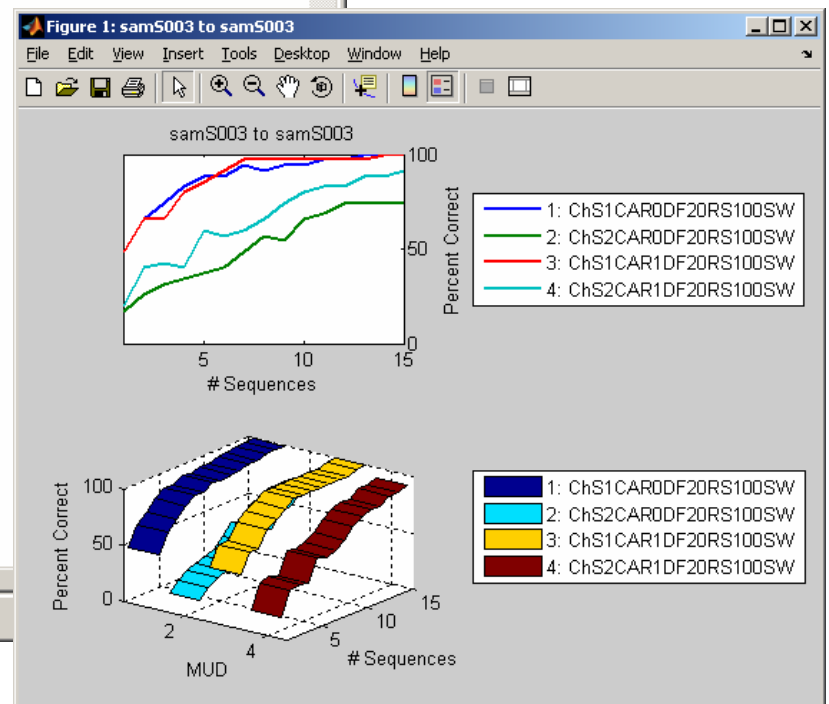 Figure 1: samS003 to samS003
File Edit View Insert Tools Desktop Window Help
samS003 to samS003
100
50
0
Percent Correct
5 10 15
# Sequences
1: ChS1CAR0DF20RS100SW
2: ChS2CAR0DF20RS100SW
3: ChS1CAR1DF20RS100SW
4: ChS2CAR1DF20RS100SW
100
50
0
Percent Correct
2
4
MUD
5
10
15
# Sequences
1: ChS1CAR0DF20RS100SW
2: ChS2CAR0DF20RS100SW
3: ChS1CAR1DF20RS100SW
4: ChS2CAR1DF20RS100SW